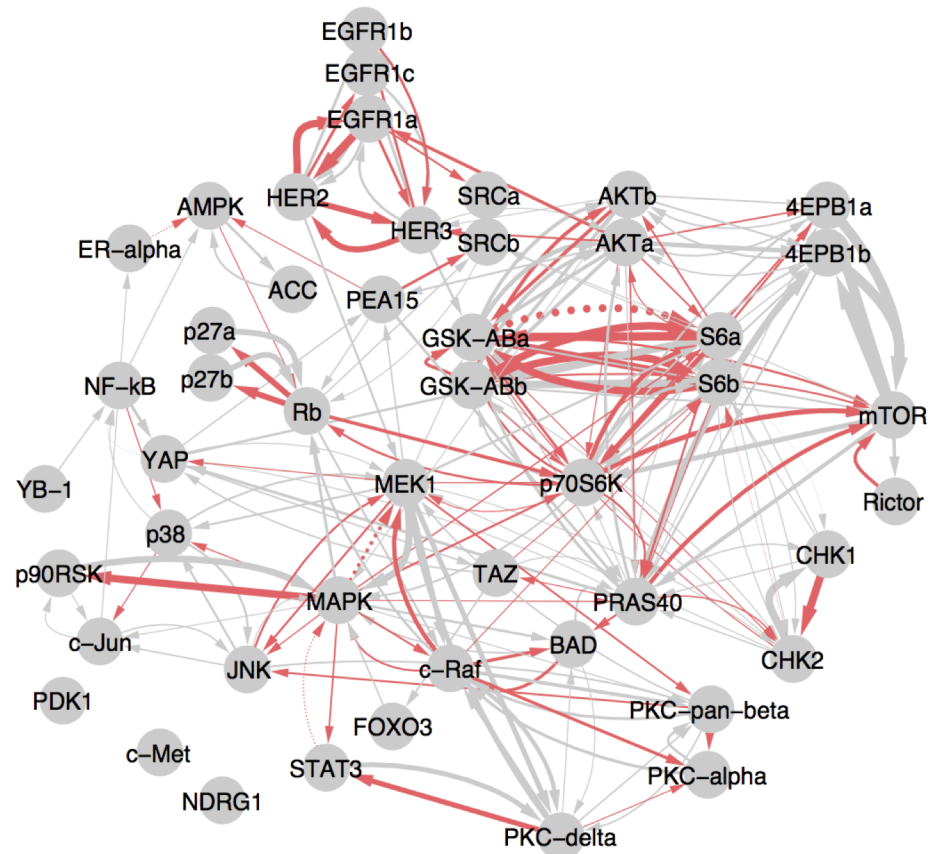 EGFR1b
EGFR1c
EGFR1a
HER2
SRCa
AKTb
4EPB1a
AMPK
HER3
SRCb
AKTa
4EPB1b
ER-alpha
ACC
PEA15
p27a
GSK-ABa
S6a
p27b
NF-kB
GSK-ABb
S6b
Rb
mTOR
YAP
MEK1
p70S6K
YB-1
Rictor
p38
CHK1
p90RSK
TAZ
MAPK
PRAS40
c-Jun
BAD
CHK2
JNK
c-Raf
PDK1
PKC-pan-beta
FOXO3
c-Met
STAT3
PKC-alpha
NDRG1
PKC-delta